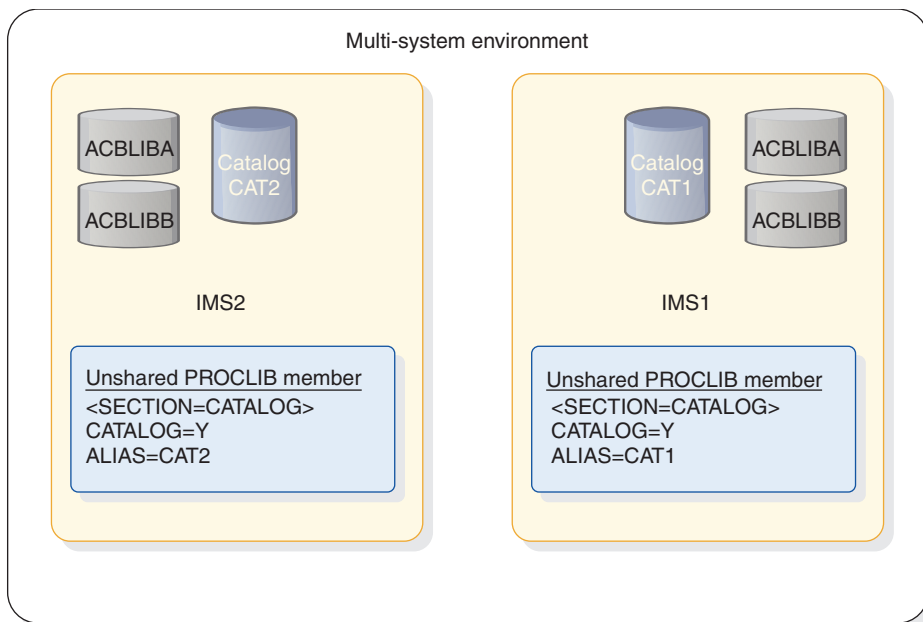 Multi-system environment
ACBLIBA
ACBLIBB
Catalog
CAT2
IMS2
Unshared PROCLIB member
<SECTION=CATALOG>
CATALOG=Y
ALIAS=CAT2
Catalog
CAT1
ACBLIBA
ACBLIBB
IMS1
Unshared PROCLIB member
<SECTION=CATALOG>
CATALOG=Y
ALIAS=CAT1